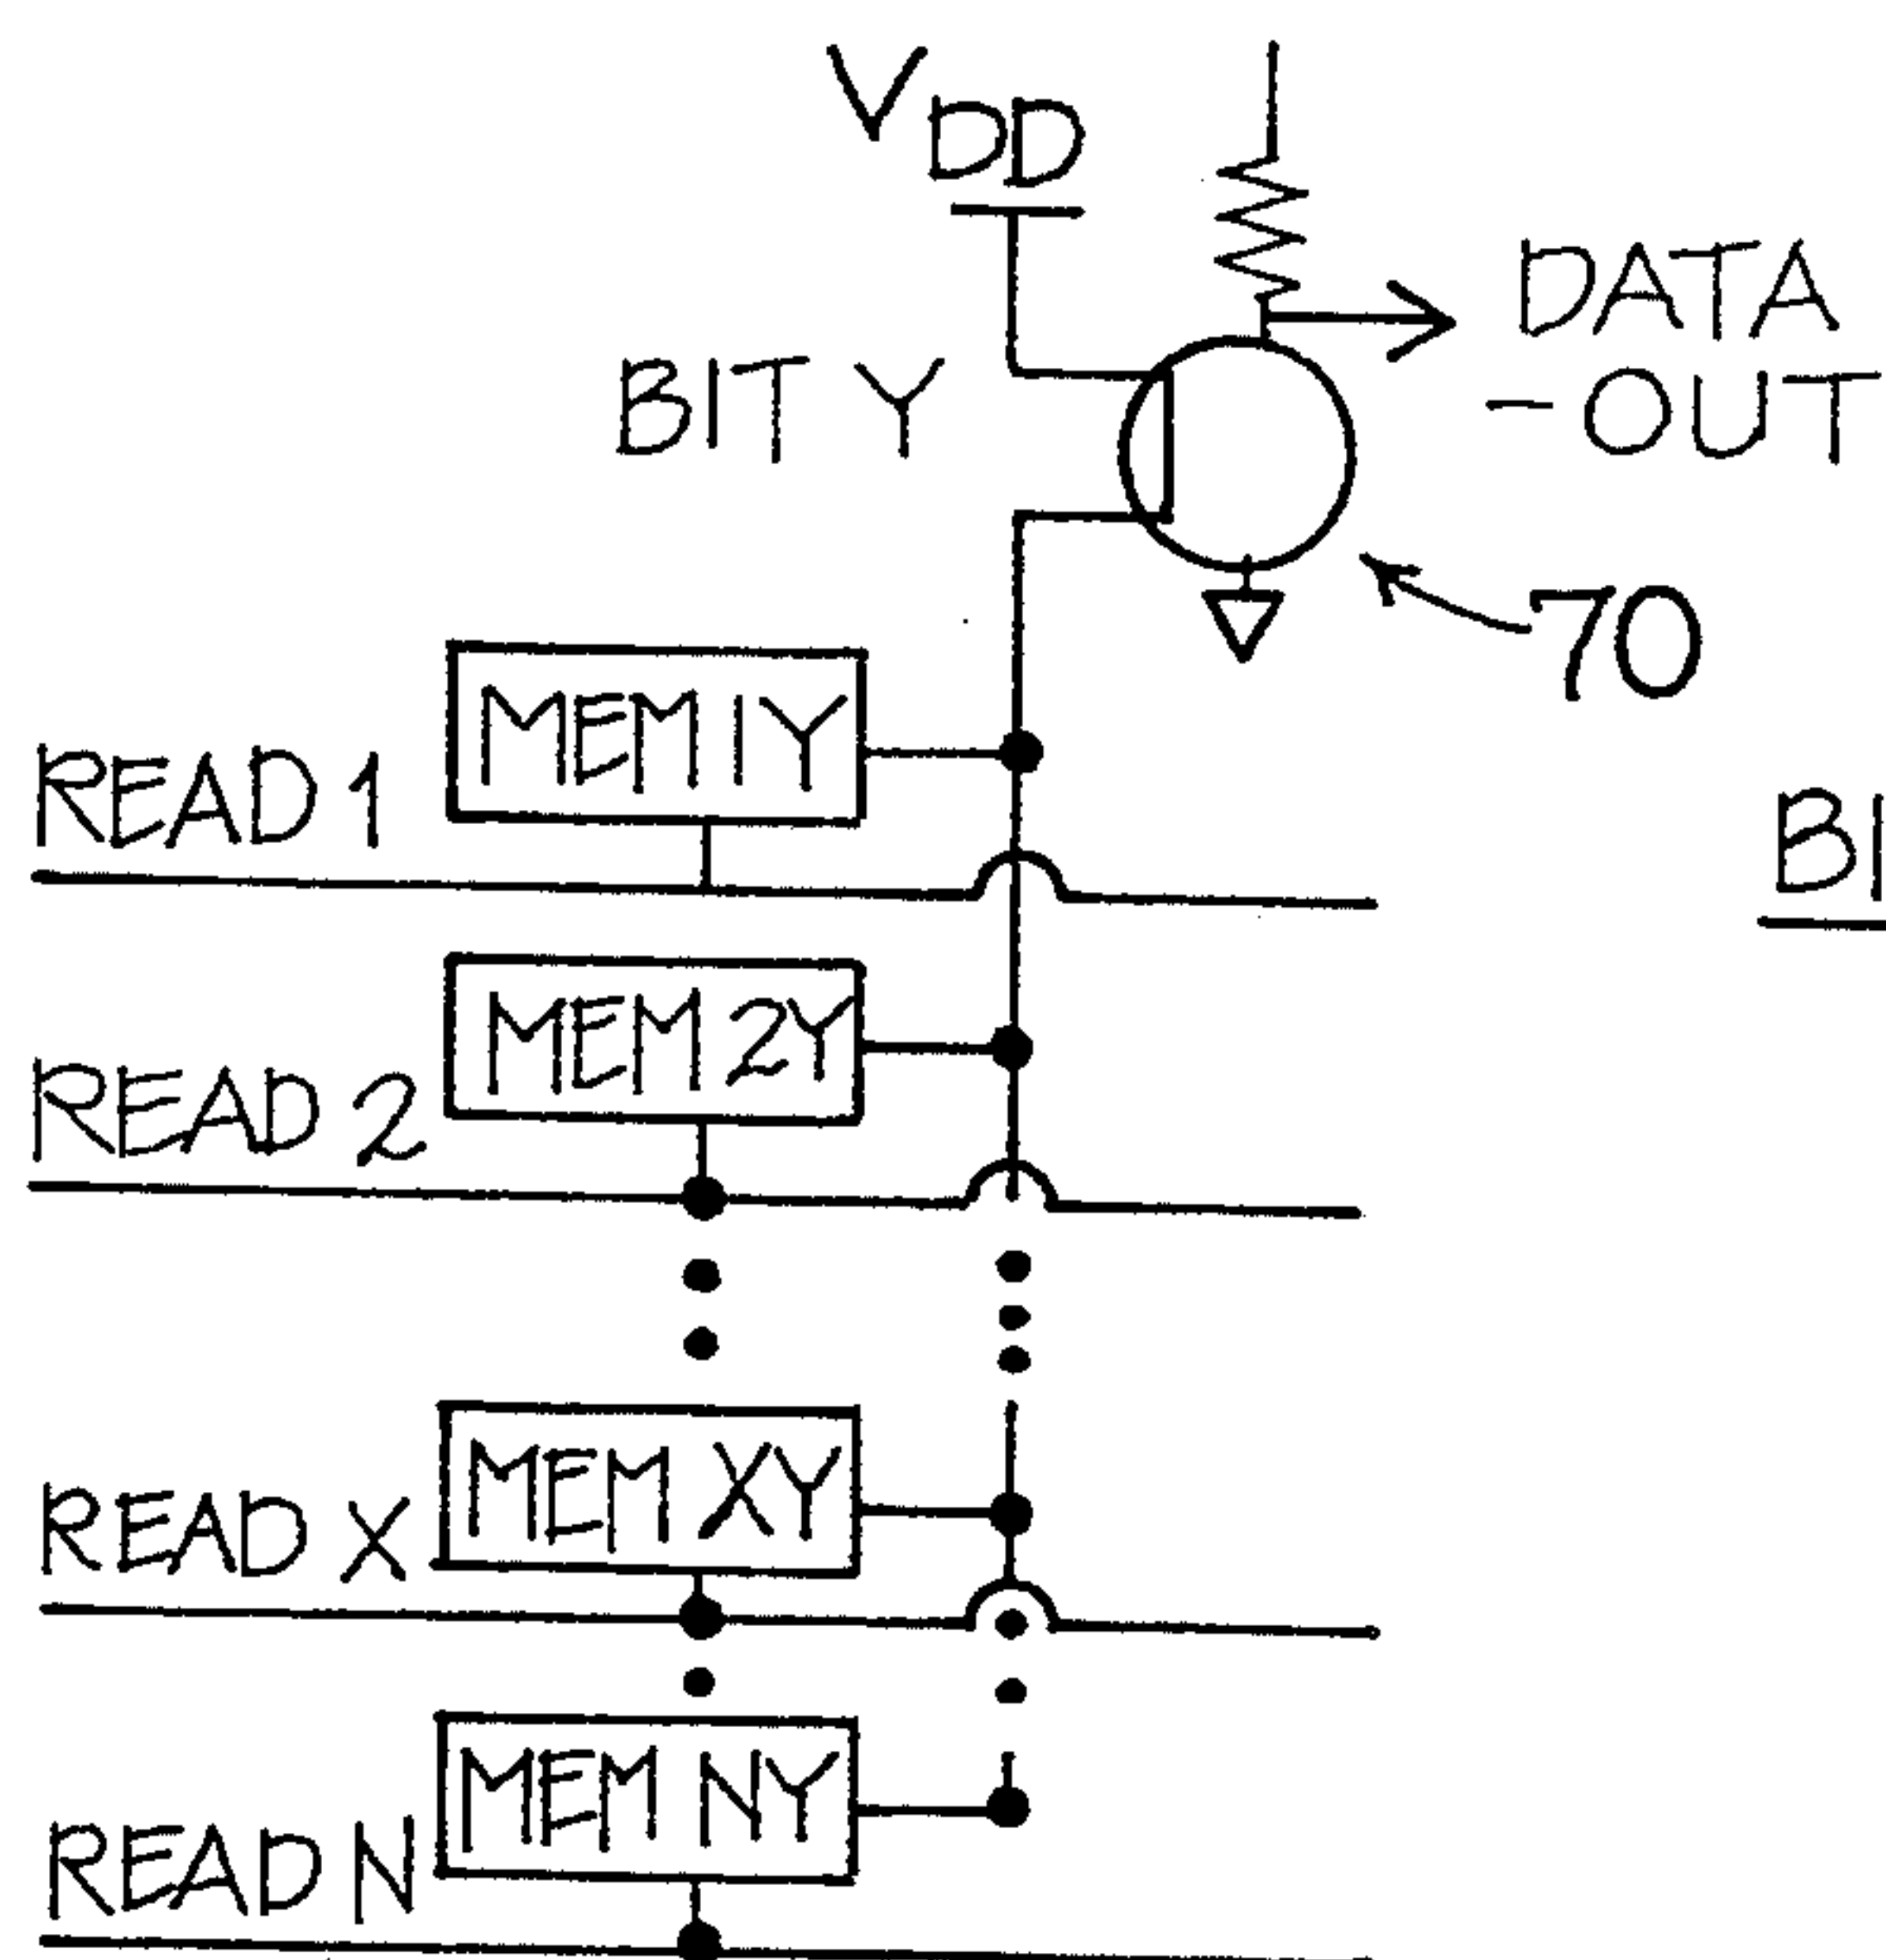 VDD
DATA
-OUT
BIT Y
70
MEM 1Y
READ 1
BI
MEM 2Y
READ 2
MEM XY
READ X
MEM NY
READ N